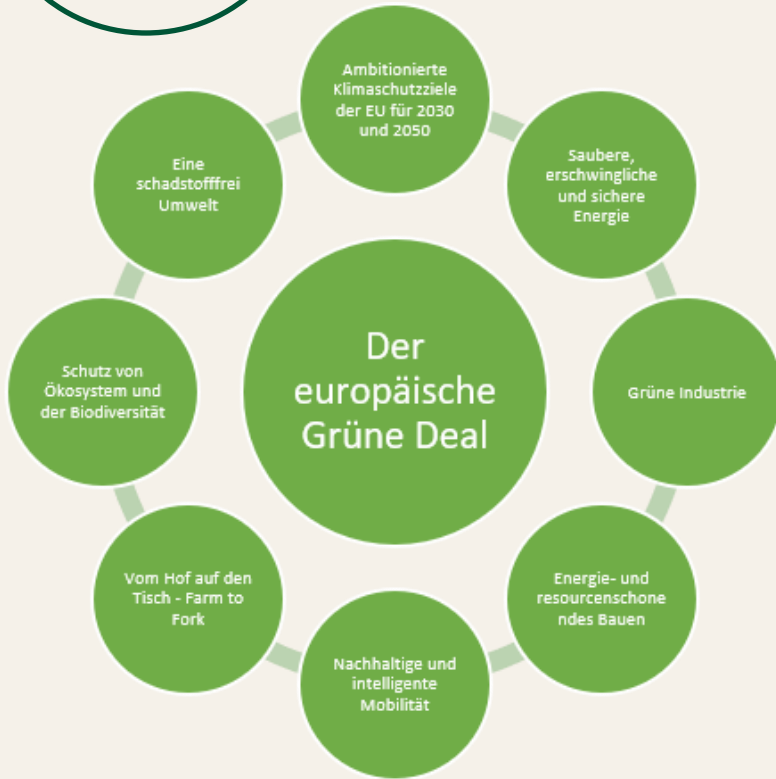 Ambitionierte
Klimaschutzziele
der EU für 2030
und 2050
Saubere,
erschwingliche
und sichere
Energie
Grüne Industrie
Energie- und
resourcenschone
ndes Bauen
Nachhaltige und
intelligente
Mobilität
Vom Hof auf den
Tisch - Farm to
Fork
Schutz von
Ökosystem und
der Biodiversität
Eine
schadstofffrei
Umwelt
Der
europäische
Grüne Deal